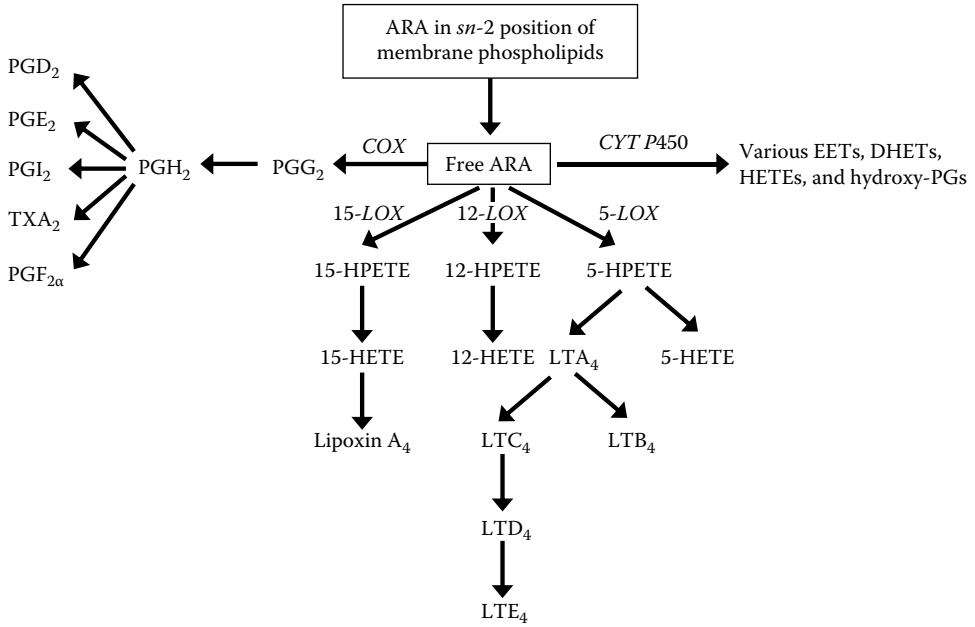 ARA in sn-2 position of
membrane phospholipids
PGD2
PGE2
PGI2
TXA2
PGF2α
PGH2
PGG2
COX
Free ARA
CYT P450
Various EETs, DHETs,
HETEs, and hydroxy-PGs
15-LOX
12-LOX
5-LOX
15-HPETE
12-HPETE
5-HPETE
15-HETE
12-HETE
LTA4
5-HETE
Lipoxin A4
LTC4
LTB4
LTD4
LTE4